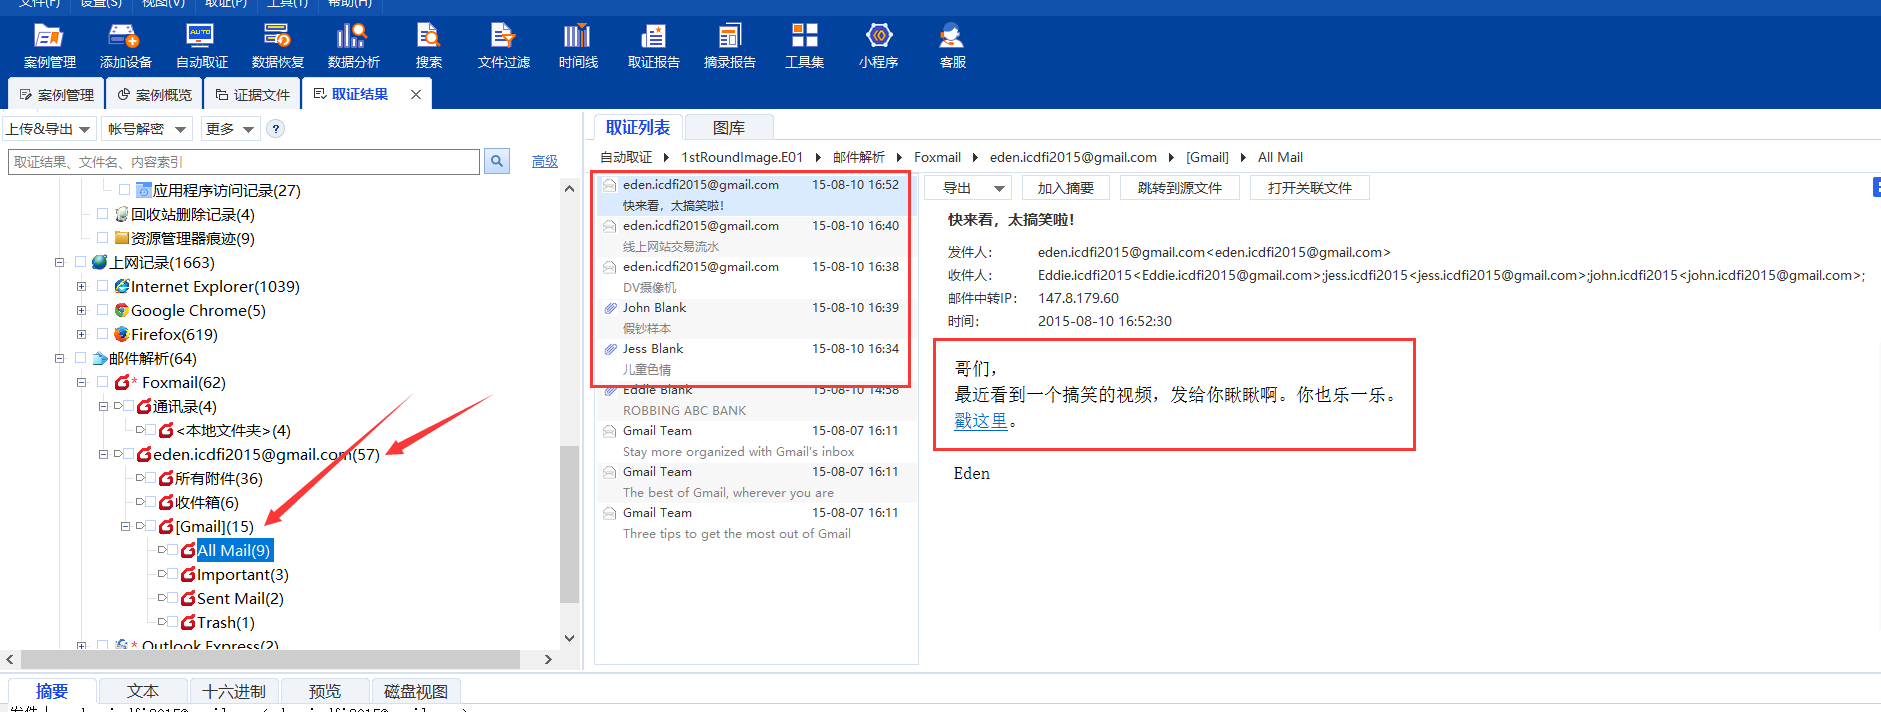 文件(F) 设置(S) 视图(V) 取证(P) 工具(T) 帮助(H)
案例管理 添加设备 自动取证 数据恢复 数据分析 搜索 文件过滤 时间线 取证报告 摘录报告 工具集 小程序 客服
案例管理 案例概览 证据文件 取证结果
上传&导出 帐号解密 更多 ?
取证结果、文件名、内容索引 高级
应用程序访问记录(27)
回收站删除记录(4)
资源管理器痕迹(9)
上网记录(1663)
Internet Explorer(1039)
Google Chrome(5)
Firefox(619)
邮件解析(64)
* Foxmail(62)
通讯录(4)
<本地文件夹>(4)
eden.icdfi2015@gmail.com(57)
所有附件(36)
收件箱(6)
[Gmail](15)
All Mail(9)
Important(3)
Sent Mail(2)
Trash(1)
* Outlook Express(2)
取证列表 图库
自动取证 1stRoundImage.E01 邮件解析 Foxmail eden.icdfi2015@gmail.com [Gmail] All Mail
eden.icdfi2015@gmail.com 15-08-10 16:52
快来看，太搞笑啦！
eden.icdfi2015@gmail.com 15-08-10 16:40
线上网站交易流水
eden.icdfi2015@gmail.com 15-08-10 16:38
DV摄像机
John Blank 15-08-10 16:39
假钞样本
Jess Blank 15-08-10 16:34
儿童色情
Eddie Blank 15-08-10 14:58
ROBBING ABC BANK
Gmail Team 15-08-07 16:11
Stay more organized with Gmail's inbox
Gmail Team 15-08-07 16:11
The best of Gmail, wherever you are
Gmail Team 15-08-07 16:11
Three tips to get the most out of Gmail
导出 加入摘要 跳转到源文件 打开关联文件
快来看，太搞笑啦！
发件人： eden.icdfi2015@gmail.com<eden.icdfi2015@gmail.com>
收件人： Eddie.icdfi2015<Eddie.icdfi2015@gmail.com>;jess.icdfi2015<jess.icdfi2015@gmail.com>;john.icdfi2015<john.icdfi2015@gmail.com>;
邮件中转IP： 147.8.179.60
时间： 2015-08-10 16:52:30
哥们，
最近看到一个搞笑的视频，发给你瞅瞅啊。你也乐一乐。
戳这里。
Eden
摘要 文本 十六进制 预览 磁盘视图